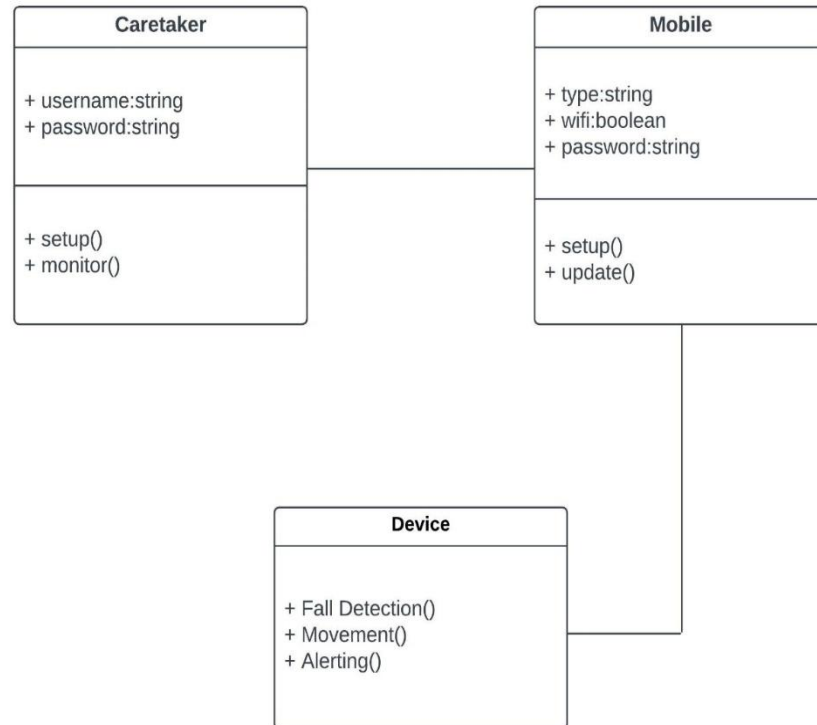 Caretaker
+ username:string
+ password:string
+ setup()
+ monitor()
Mobile
+ type:string
+ wifi:boolean
+ password:string
+ setup()
+ update()
Device
+ Fall Detection()
+ Movement()
+ Alerting()